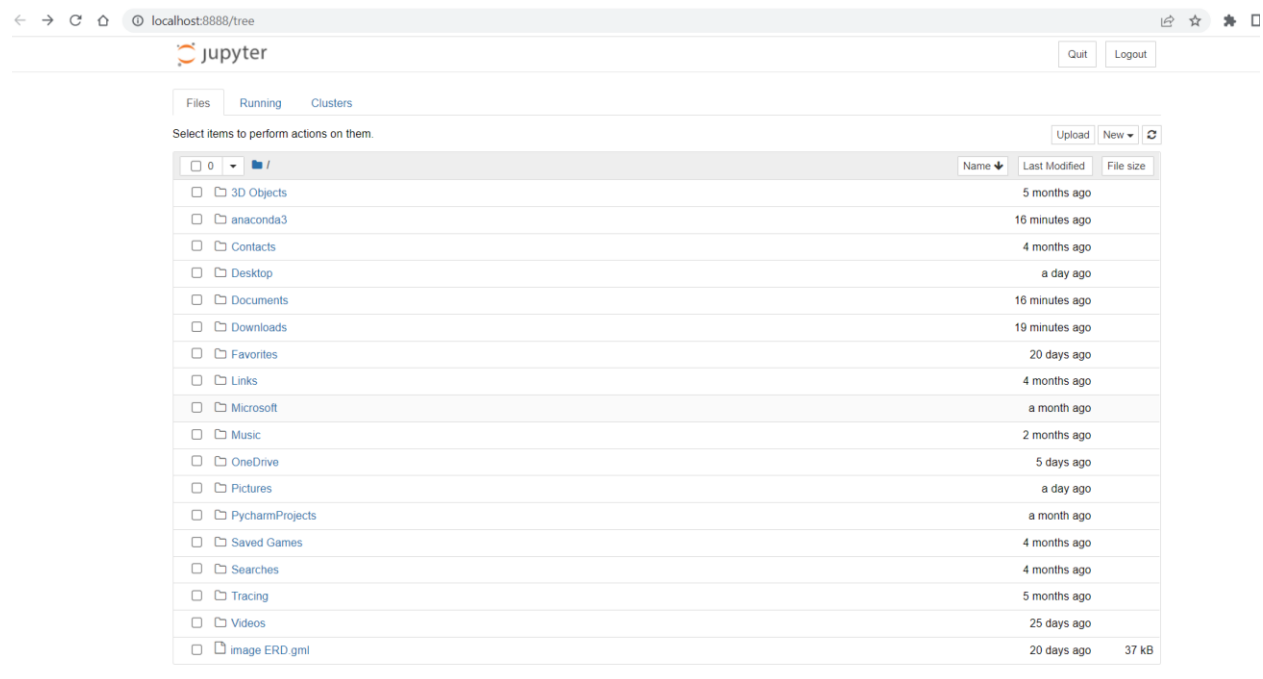 localhost:8888/tree
jupyter
Quit Logout
Files Running Clusters
Select items to perform actions on them.
Upload New
0 / Name Last Modified File size
3D Objects 5 months ago
anaconda3 16 minutes ago
Contacts 4 months ago
Desktop a day ago
Documents 16 minutes ago
Downloads 19 minutes ago
Favorites 20 days ago
Links 4 months ago
Microsoft a month ago
Music 2 months ago
OneDrive 5 days ago
Pictures a day ago
PycharmProjects a month ago
Saved Games 4 months ago
Searches 4 months ago
Tracing 5 months ago
Videos 25 days ago
image ERD.gml 20 days ago 37 kB